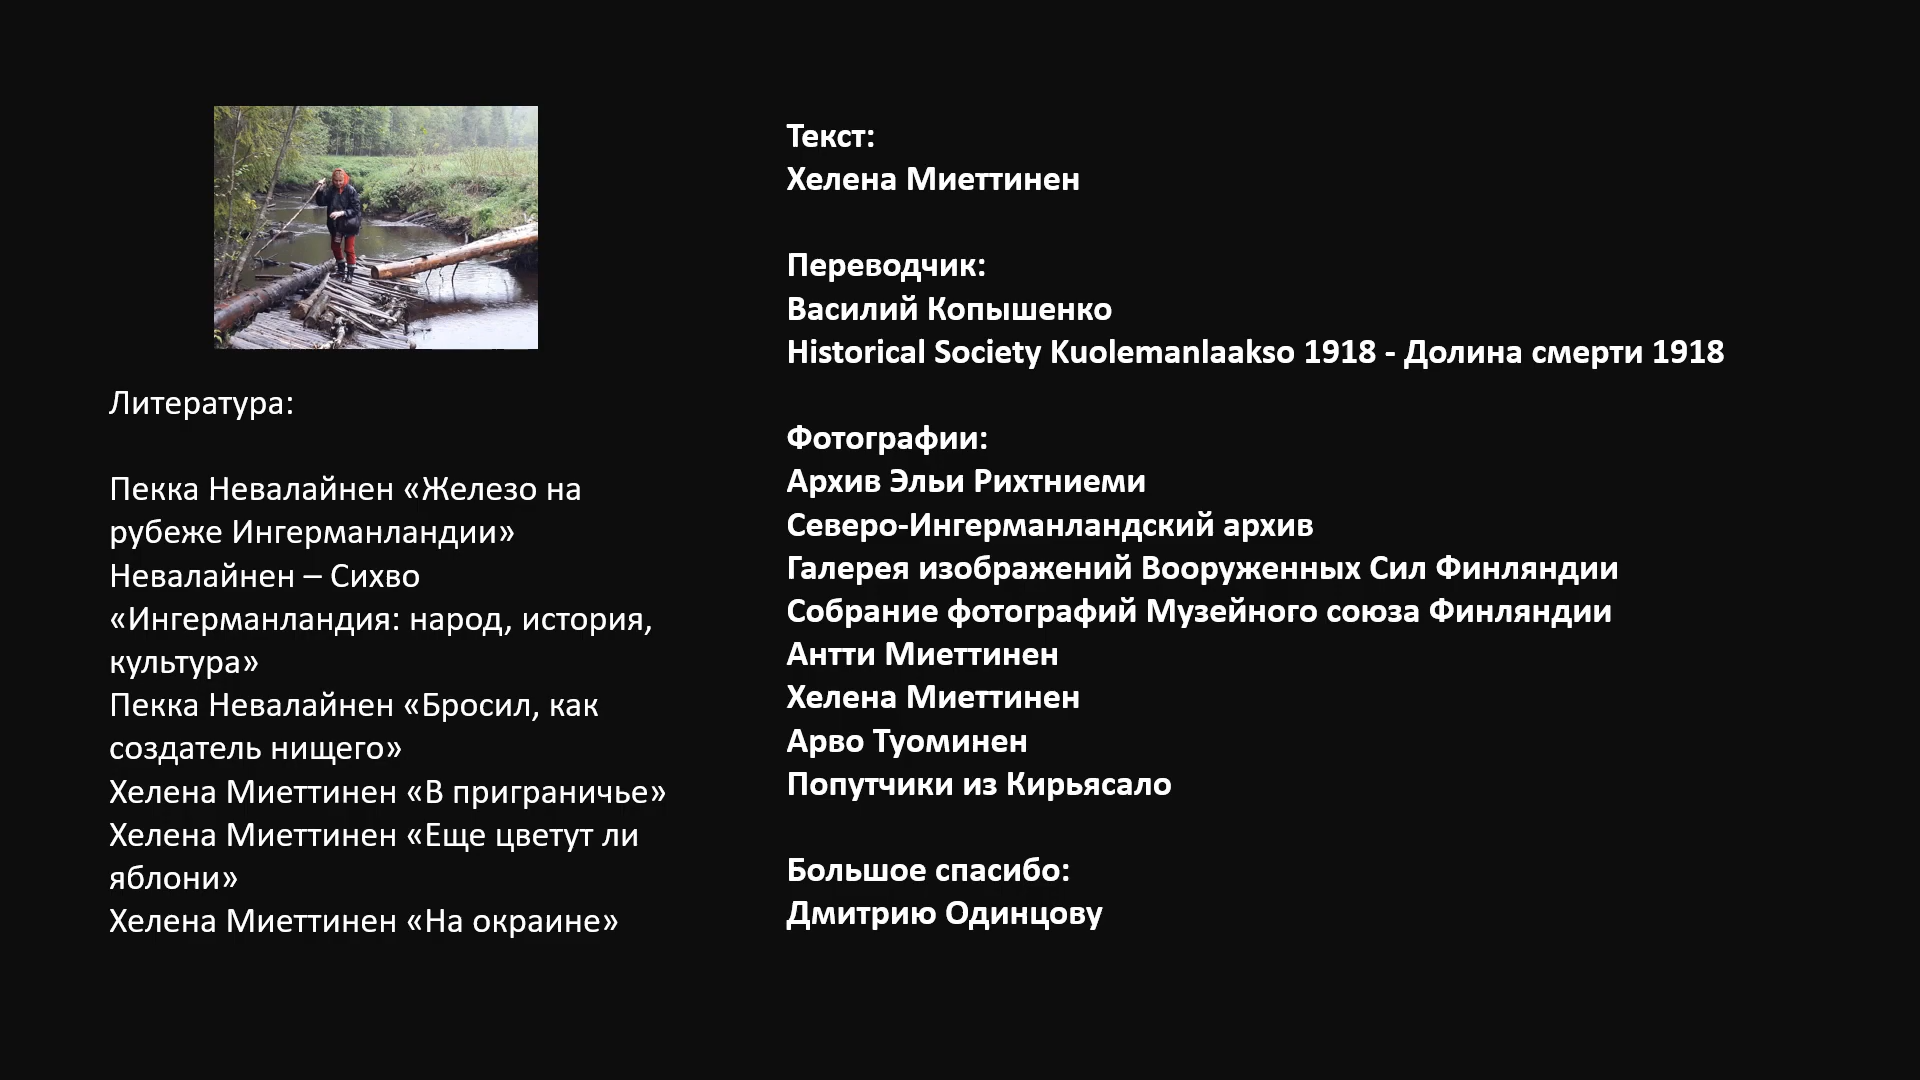 Литература:
Пекка Невалайнен «Железо на
рубеже Ингерманландии»
Невалайнен – Сихво
«Ингерманландия: народ, история,
культура»
Пекка Невалайнен «Бросил, как
создатель нищего»
Хелена Миеттинен «В приграничье»
Хелена Миеттинен «Еще цветут ли
яблони»
Хелена Миеттинен «На окраине»
Текст:
Хелена Миеттинен
Переводчик:
Василий Копышенко
Historical Society Kuolemanlaakso 1918 - Долина смерти 1918
Фотографии:
Архив Эльи Рихтниеми
Северо-Ингерманландский архив
Галерея изображений Вооруженных Сил Финляндии
Собрание фотографий Музейного союза Финляндии
Антти Миеттинен
Хелена Миеттинен
Арво Туоминен
Попутчики из Кирьясало
Большое спасибо:
Дмитрию Одинцову